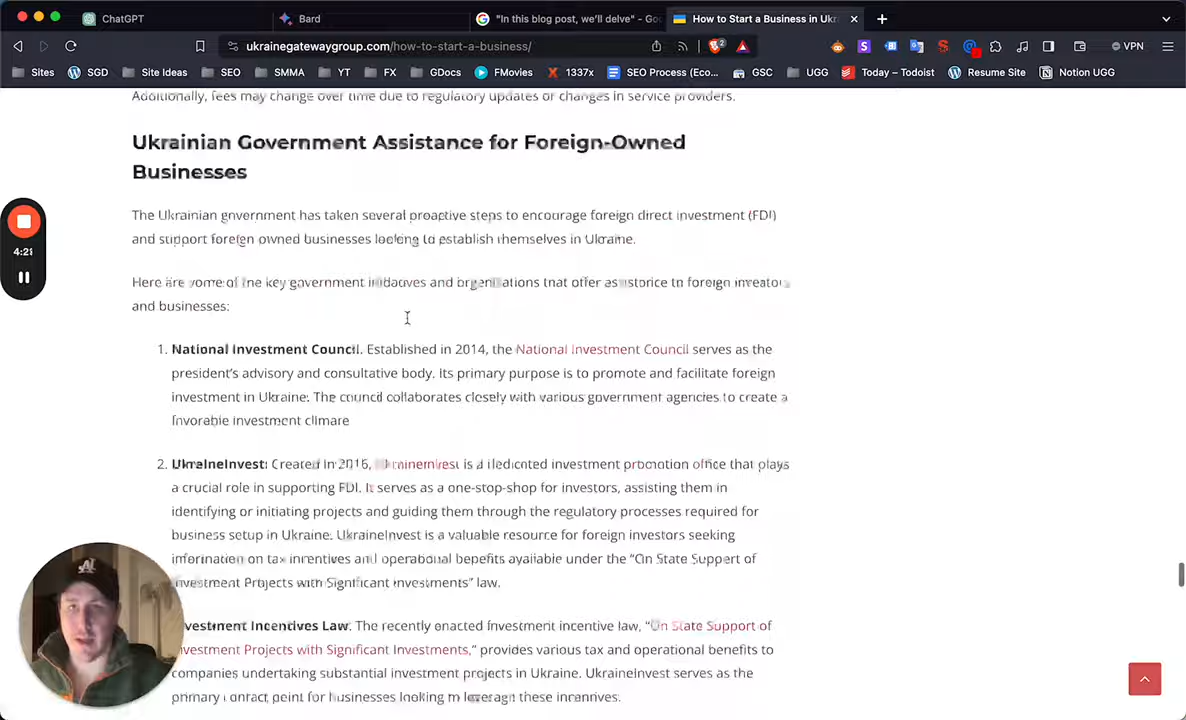 ChatGPT
Bard
"In this blog post, we'll delve" - Goo
How to Start a Business in Ukr
ukrainegatewaygroup.com/how-to-start-a-business/
VPN
Sites
SGD
Site Ideas
SEO
SMMA
YT
FX
GDocs
FMovies
1337x
SEO Process (Eco...
GSC
UGG
Today – Todoist
Resume Site
Notion UGG
Additionally, fees may change over time due to regulatory updates or changes in service providers.
Ukrainian Government Assistance for Foreign-Owned
Businesses
The Ukrainian government has taken several proactive steps to encourage foreign direct investment (FDI)
and support foreign owned businesses looking to establish themselves in Ukraine.
Here are some of the key government initiatives and organizations that offer assistance to foreign investors
and businesses:
1. National Investment Council. Established in 2014, the National Investment Council serves as the
president's advisory and consultative body. Its primary purpose is to promote and facilitate foreign
investment in Ukraine. The council collaborates closely with various government agencies to create a
favorable investment climate
2. UkraineInvest: Created in 2016, UkraineInvest is a dedicated investment promotion office that plays
a crucial role in supporting FDI. It serves as a one-stop-shop for investors, assisting them in
identifying or initiating projects and guiding them through the regulatory processes required for
business setup in Ukraine. UkraineInvest is a valuable resource for foreign investors seeking
information on tax incentives and operational benefits available under the "On State Support of
Investment Projects with Significant Investments" law.
Investment Incentives Law. The recently enacted investment incentive law, "On State Support of
Investment Projects with Significant Investments," provides various tax and operational benefits to
companies undertaking substantial investment projects in Ukraine. UkraineInvest serves as the
primary contact point for businesses looking to leverage these incentives.
4:28